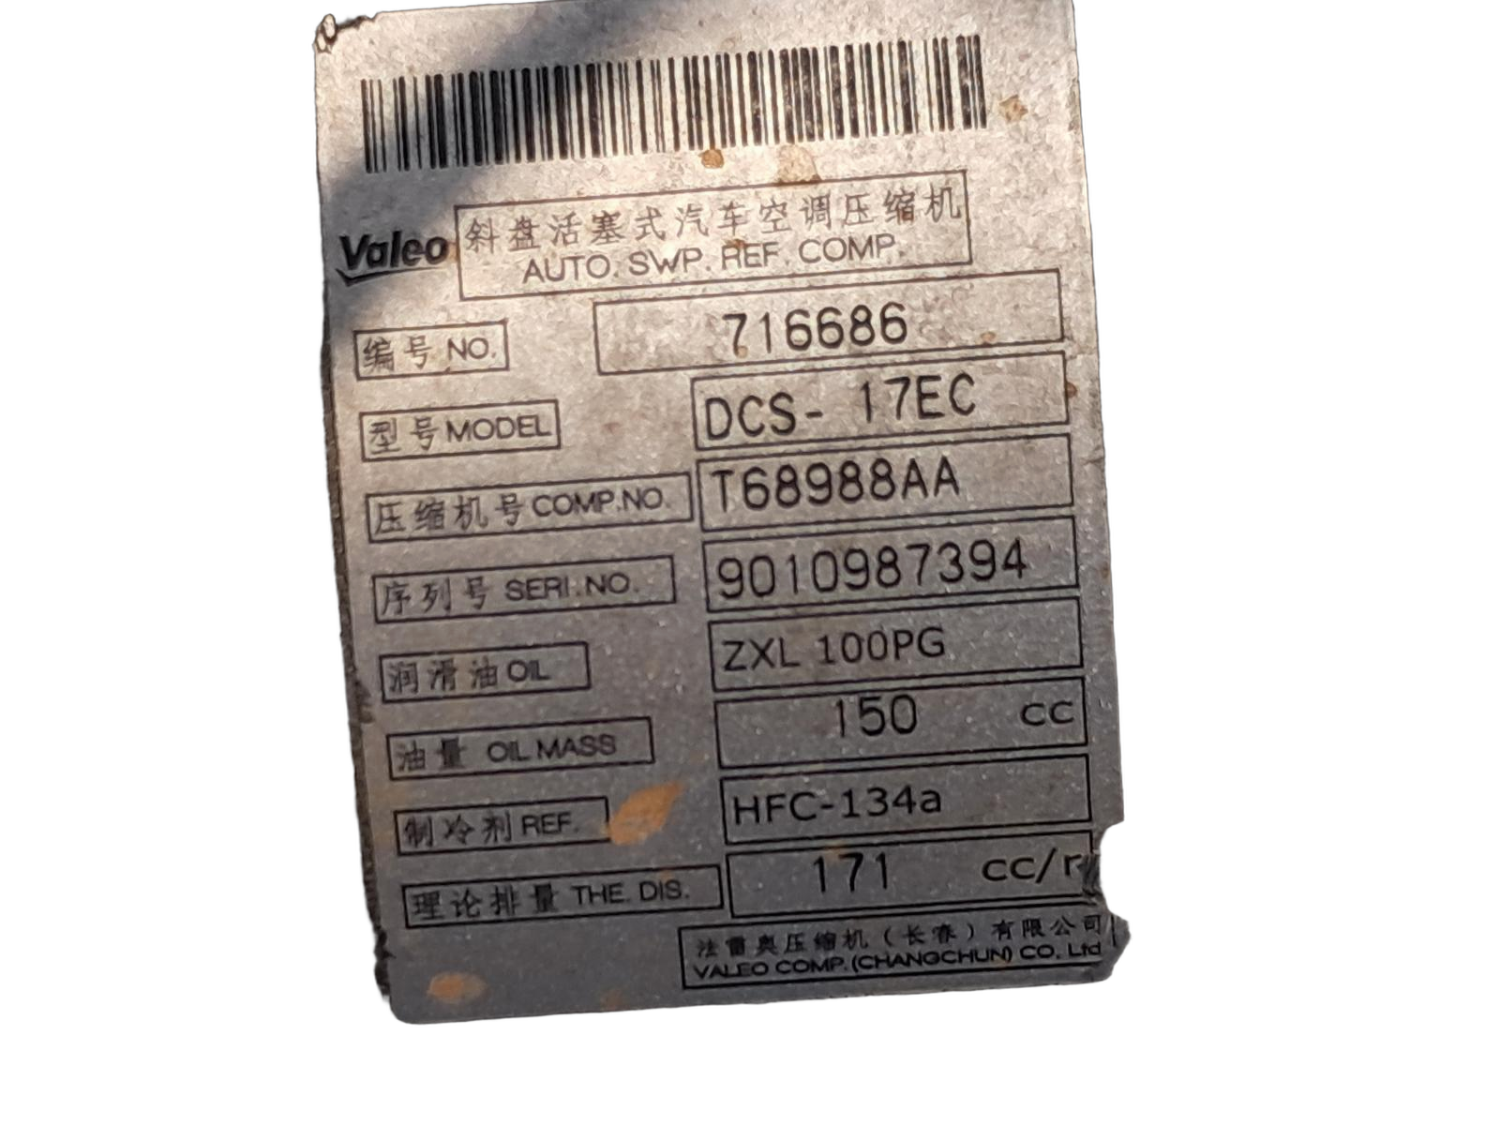 Valeo
斜盘活塞式汽车空调压缩机
AUTO. SWP. REF. COMP.
编号 NO. 716686
型号 MODEL DCS- 17EC
压缩机号 COMP.NO. T68988AA
序列号 SERI. NO. 9010987394
润滑油 OIL ZXL 100PG
油量 OIL MASS 150 cc
制冷剂 REF. HFC-134a
理论排量 THE. DIS. 171 cc/r
法雷奥压缩机（长春）有限公司
VALEO COMP. (CHANGCHUN) CO. Ltd